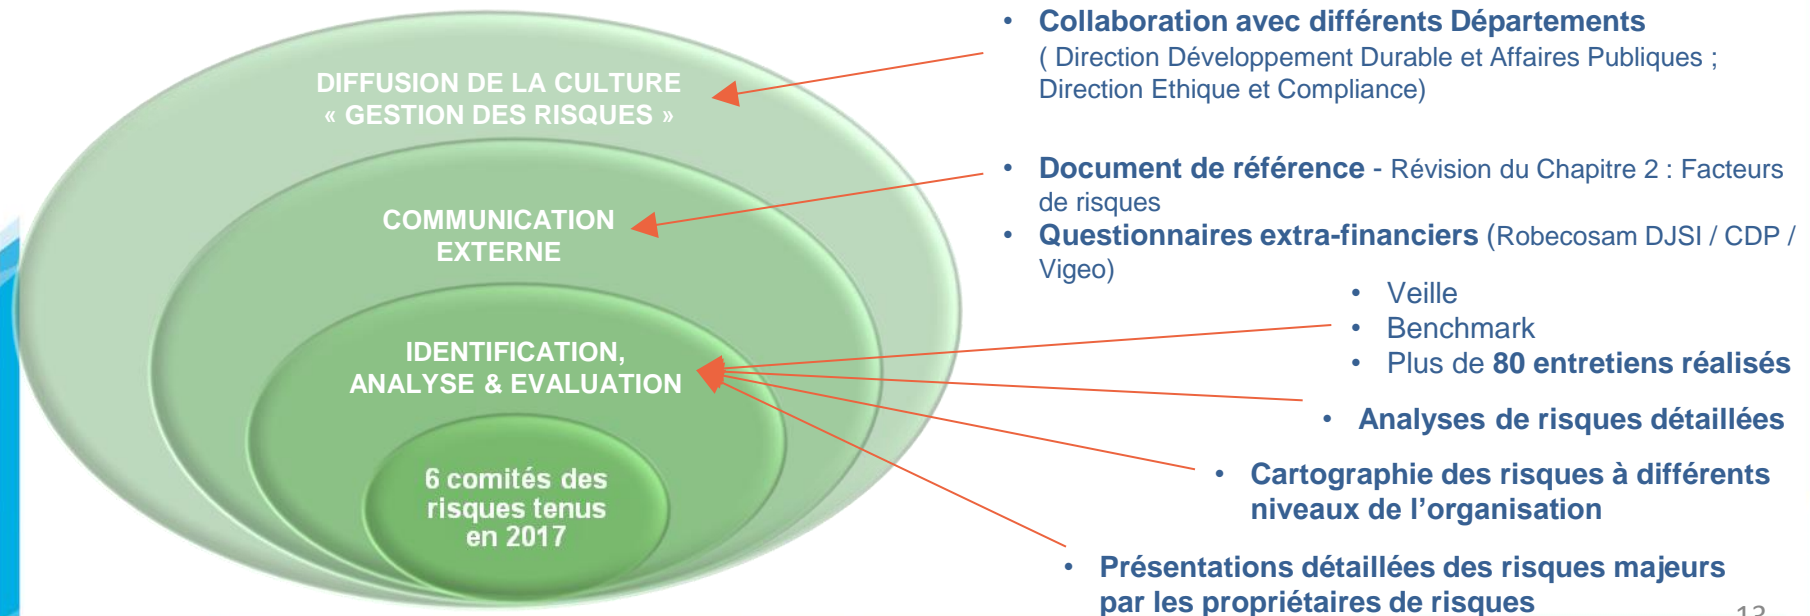 DIFFUSION DE LA CULTURE
« GESTION DES RISQUES »
COMMUNICATION
EXTERNE
IDENTIFICATION,
ANALYSE & EVALUATION
6 comités des
risques tenus
en 2017
• Collaboration avec différents Départements
( Direction Développement Durable et Affaires Publiques ;
Direction Ethique et Compliance)
• Document de référence - Révision du Chapitre 2 : Facteurs
de risques
• Questionnaires extra-financiers (Robecosam DJSI / CDP /
Vigeo)
• Veille
• Benchmark
• Plus de 80 entretiens réalisés
• Analyses de risques détaillées
• Cartographie des risques à différents
niveaux de l’organisation
• Présentations détaillées des risques majeurs
par les propriétaires de risques